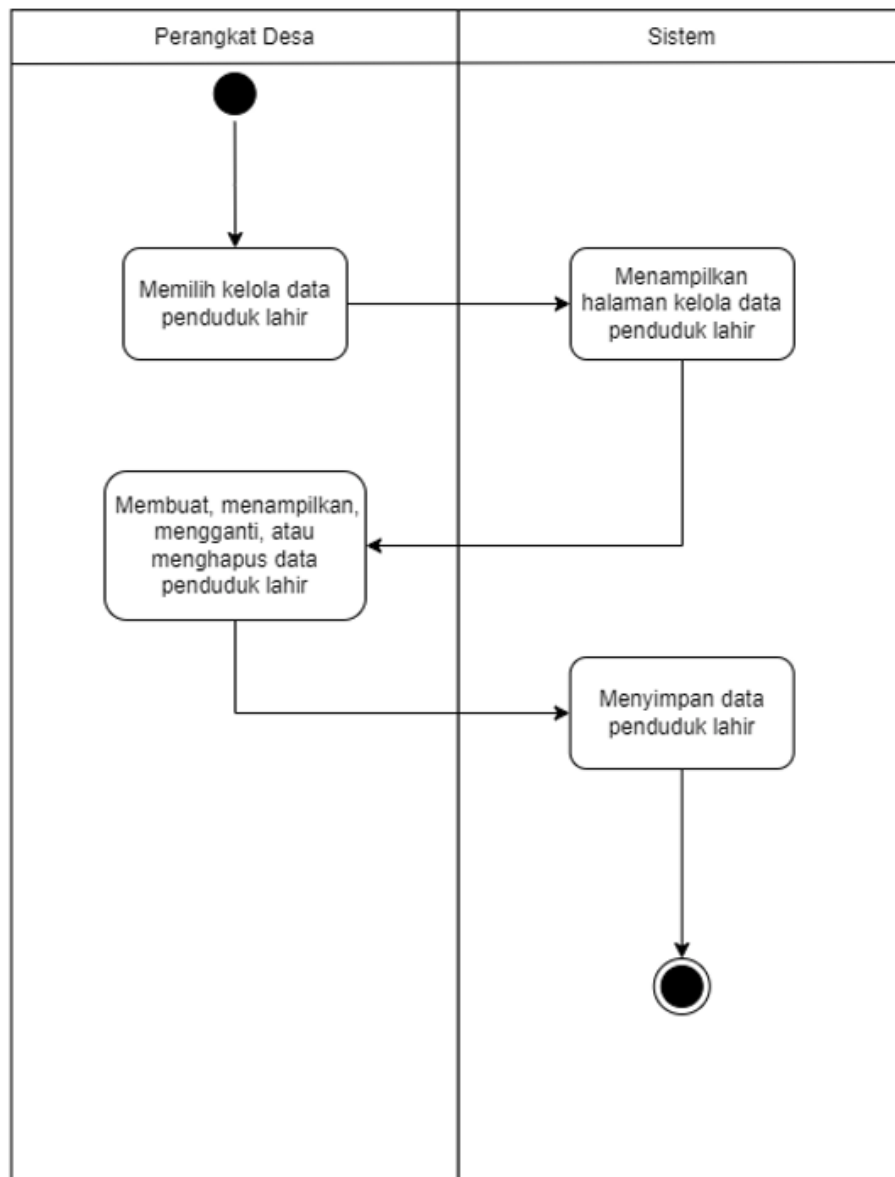 Perangkat Desa
Sistem
Memilih kelola data
penduduk lahir
Menampilkan
halaman kelola data
penduduk lahir
Membuat, menampilkan,
mengganti, atau
menghapus data
penduduk lahir
Menyimpan data
penduduk lahir